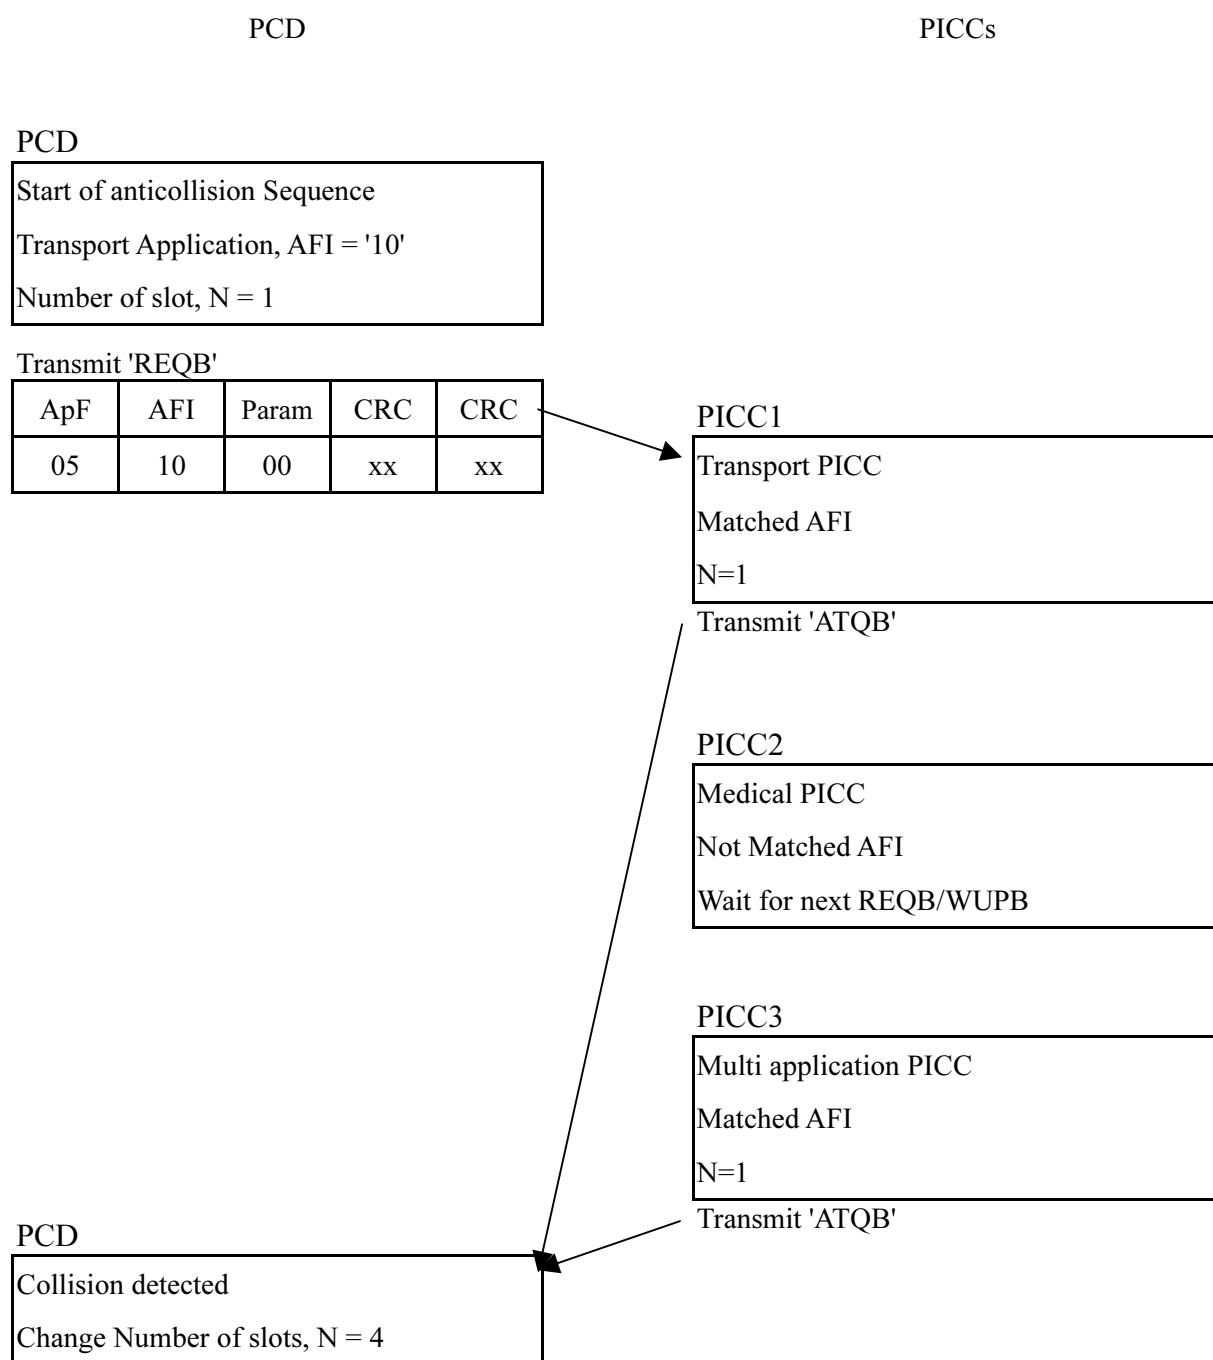 PCD PICCs
PCD
Start of anticollision Sequence
Transport Application, AFI = '10'
Number of slot, N = 1
Transmit 'REQB'
ApF AFI Param CRC CRC
05 10 00 xx xx
PICC1
Transport PICC
Matched AFI
N=1
Transmit 'ATQB'
PICC2
Medical PICC
Not Matched AFI
Wait for next REQB/WUPB
PICC3
Multi application PICC
Matched AFI
N=1
Transmit 'ATQB'
PCD
Collision detected
Change Number of slots, N = 4